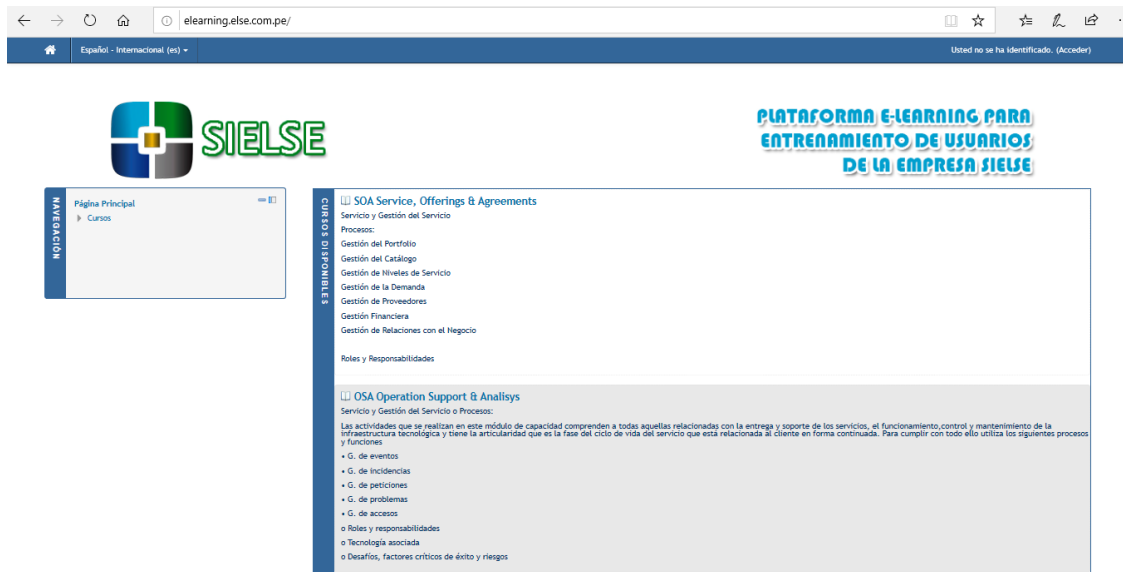 elearning.else.com.pe/
Español - Internacional (es)
Usted no se ha identificado. (Acceder)
SIELSE
PLATAFORMA E-LEARNING PARA
ENTRENAMIENTO DE USUARIOS
DE LA EMPRESA SIELSE
NAVEGACIÓN
Página Principal
Cursos
CURSOS DISPONIBLES
SOA Service, Offerings & Agreements
Servicio y Gestión del Servicio
Procesos:
Gestión del Portfolio
Gestión del Catálogo
Gestión de Niveles de Servicio
Gestión de la Demanda
Gestión de Proveedores
Gestión Financiera
Gestión de Relaciones con el Negocio
Roles y Responsabilidades
OSA Operation Support & Analisys
Servicio y Gestión del Servicio o Procesos:
Las actividades que se realizan en este módulo de capacidad comprenden a todas aquellas relacionadas con la entrega y soporte de los servicios, el funcionamiento,control y mantenimiento de la
infraestructura tecnológica y tiene la articularidad que es la fase del ciclo de vida del servicio que está relacionada al cliente en forma continuada. Para cumplir con todo ello utiliza los siguientes procesos
y funciones
• G. de eventos
• G. de incidencias
• G. de peticiones
• G. de problemas
• G. de accesos
o Roles y responsabilidades
o Tecnología asociada
o Desafíos, factores críticos de éxito y riesgos